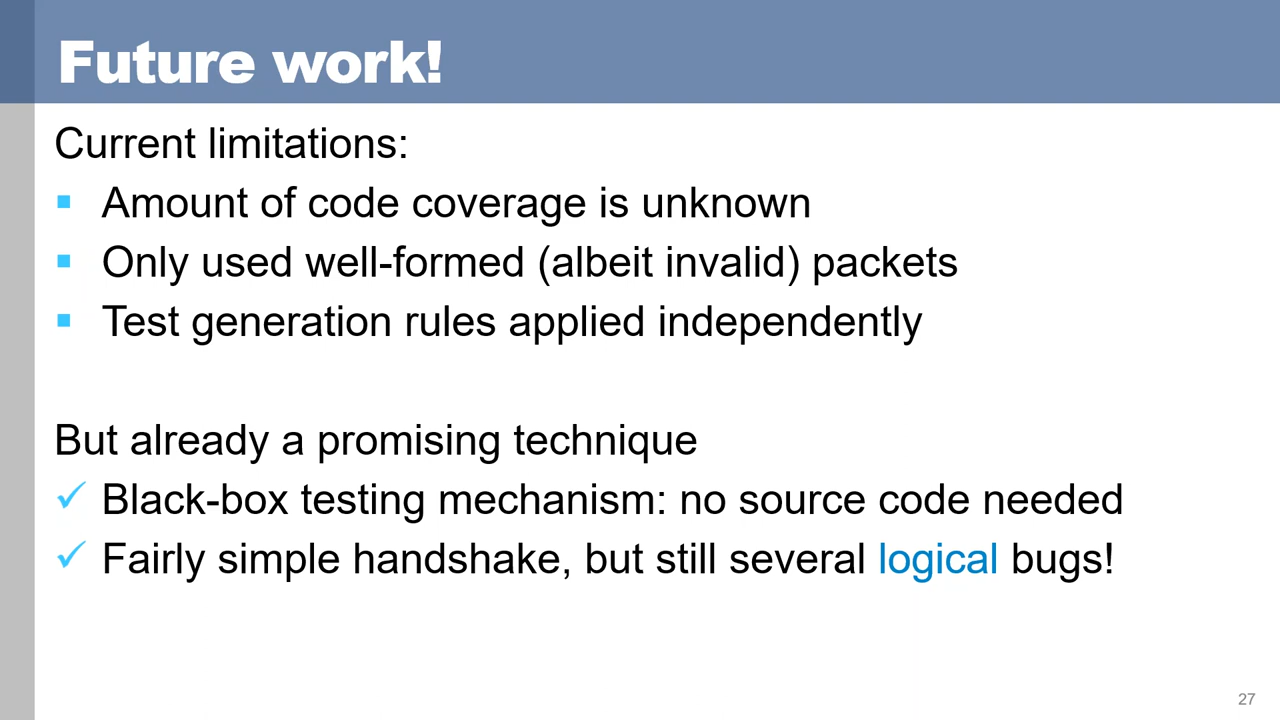 Future work!
Current limitations:
▪ Amount of code coverage is unknown
▪ Only used well-formed (albeit invalid) packets
▪ Test generation rules applied independently
But already a promising technique
✓ Black-box testing mechanism: no source code needed
✓ Fairly simple handshake, but still several logical bugs!
27